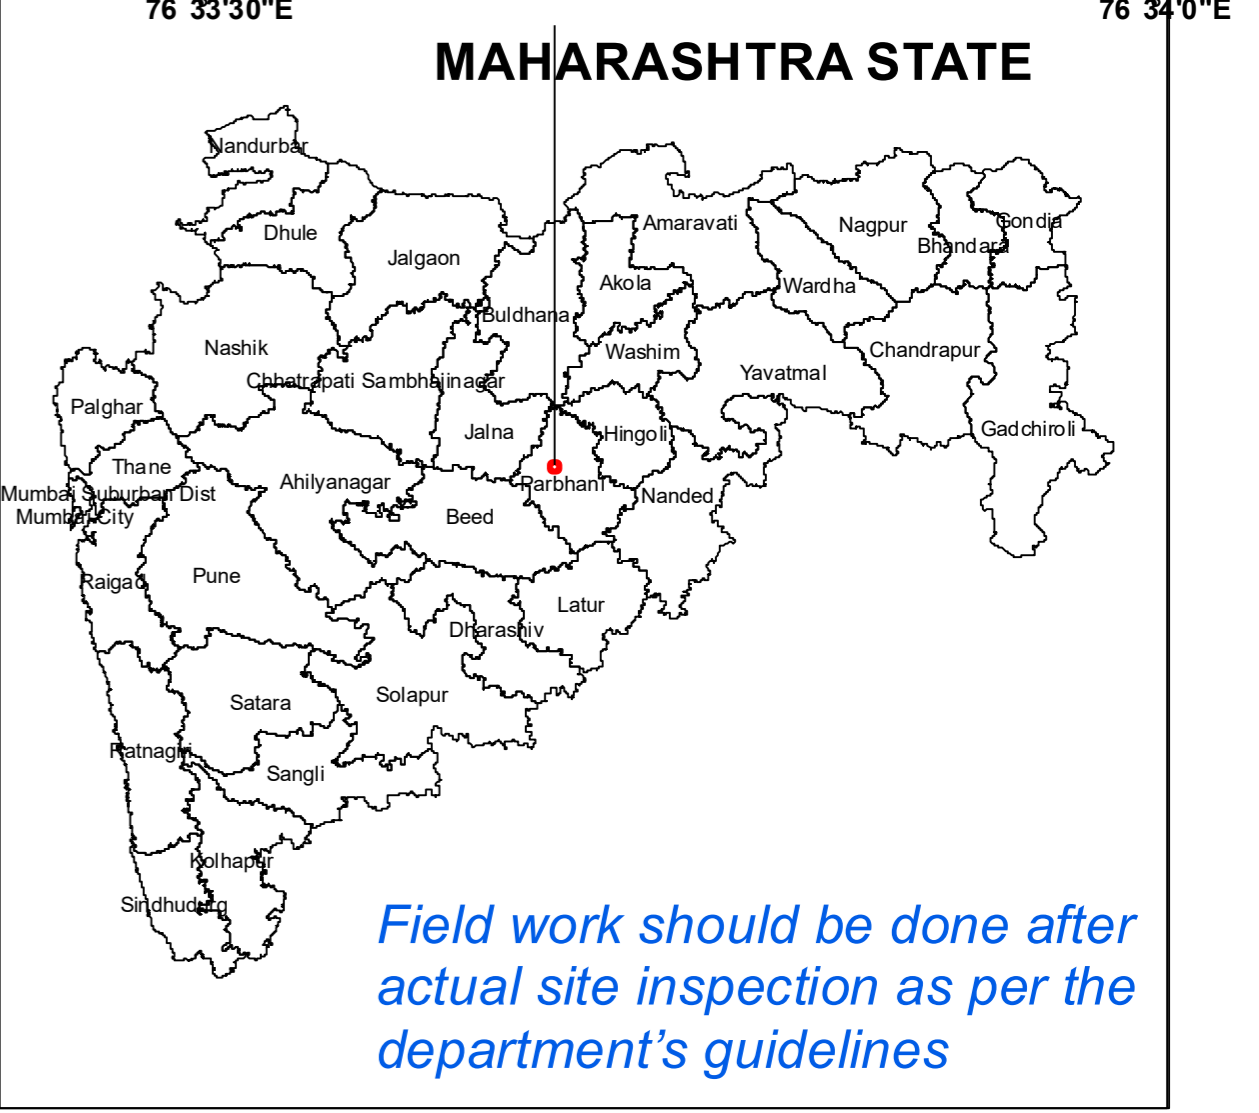 76 33'30"E
76 34'0"E
MAHARASHTRA STATE
Nandurbar
Dhule
Jalgaon
Amaravati
Nagpur
Gondia
Bhandara
Akola
Wardha
Buldhana
Nashik
Washim
Chandrapur
Chhatrapati Sambhajinagar
Yavatmal
Palghar
Jalna
Hingoli
Gadchiroli
Thane
Ahilyanagar
Parbhani
Mumbai Suburban Dist
Nanded
Mumbai City
Beed
Raigad
Pune
Latur
Dharashiv
Satara
Solapur
Ratnagiri
Sangli
Kolhapur
Sindhudurg
Field work should be done after
actual site inspection as per the
department’s guidelines